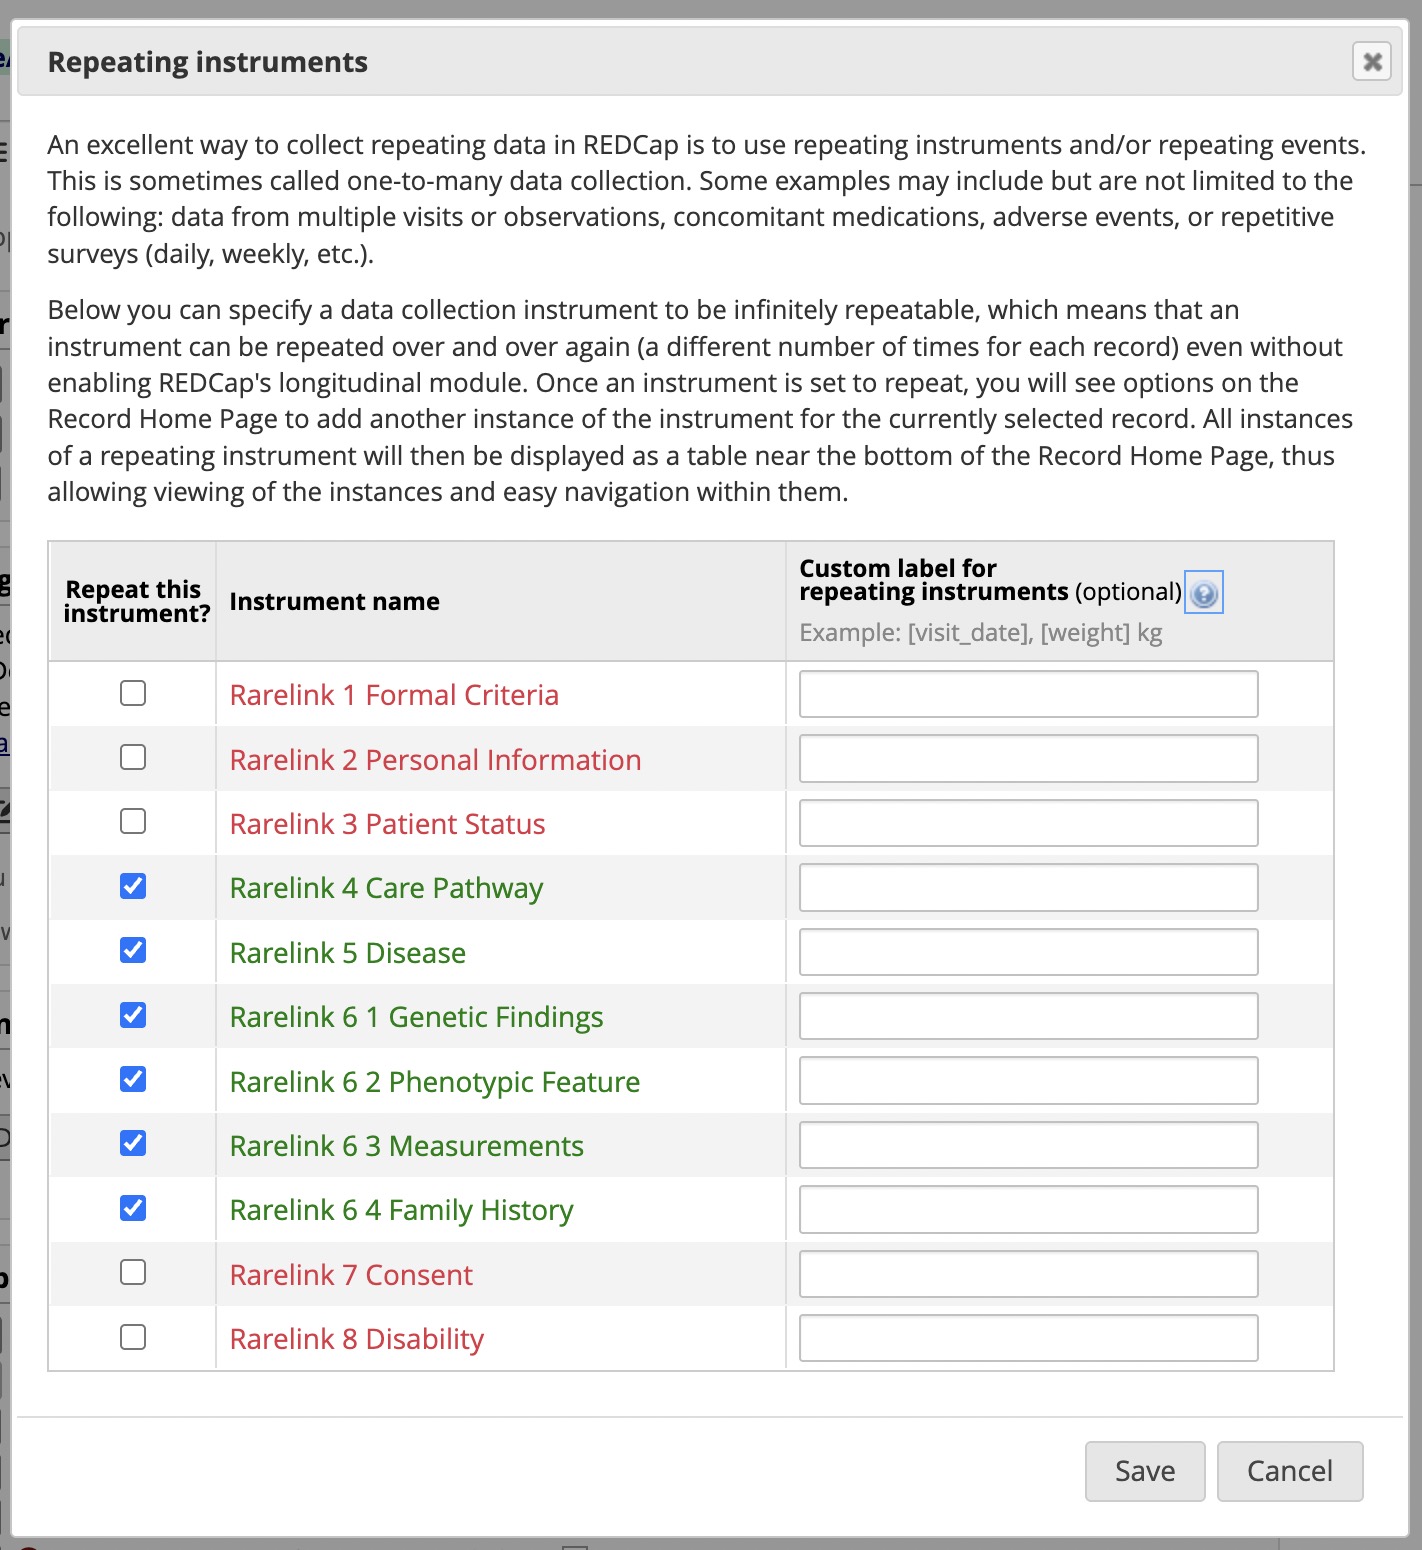 Repeating instruments
An excellent way to collect repeating data in REDCap is to use repeating instruments and/or repeating events.
This is sometimes called one-to-many data collection. Some examples may include but are not limited to the
following: data from multiple visits or observations, concomitant medications, adverse events, or repetitive
surveys (daily, weekly, etc.).
Below you can specify a data collection instrument to be infinitely repeatable, which means that an
instrument can be repeated over and over again (a different number of times for each record) even without
enabling REDCap's longitudinal module. Once an instrument is set to repeat, you will see options on the
Record Home Page to add another instance of the instrument for the currently selected record. All instances
of a repeating instrument will then be displayed as a table near the bottom of the Record Home Page, thus
allowing viewing of the instances and easy navigation within them.
Repeat this
instrument?
Instrument name
Custom label for
repeating instruments (optional)
Example: [visit_date], [weight] kg
Rarelink 1 Formal Criteria
Rarelink 2 Personal Information
Rarelink 3 Patient Status
Rarelink 4 Care Pathway
Rarelink 5 Disease
Rarelink 6 1 Genetic Findings
Rarelink 6 2 Phenotypic Feature
Rarelink 6 3 Measurements
Rarelink 6 4 Family History
Rarelink 7 Consent
Rarelink 8 Disability
Save
Cancel